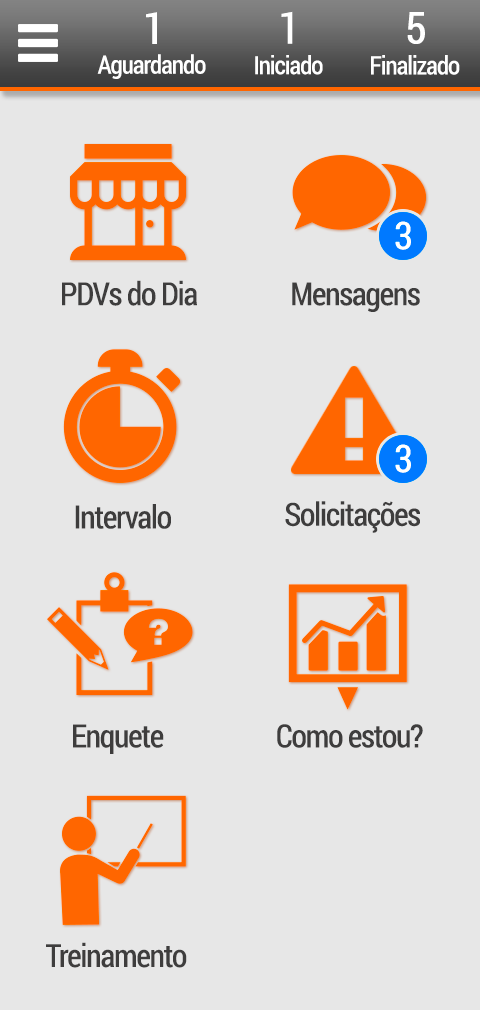 1 1 5
Aguardando Iniciado Finalizado
PDVs do Dia
3
Mensagens
Intervalo
3
Solicitações
?
Enquete
Como estou?
Treinamento